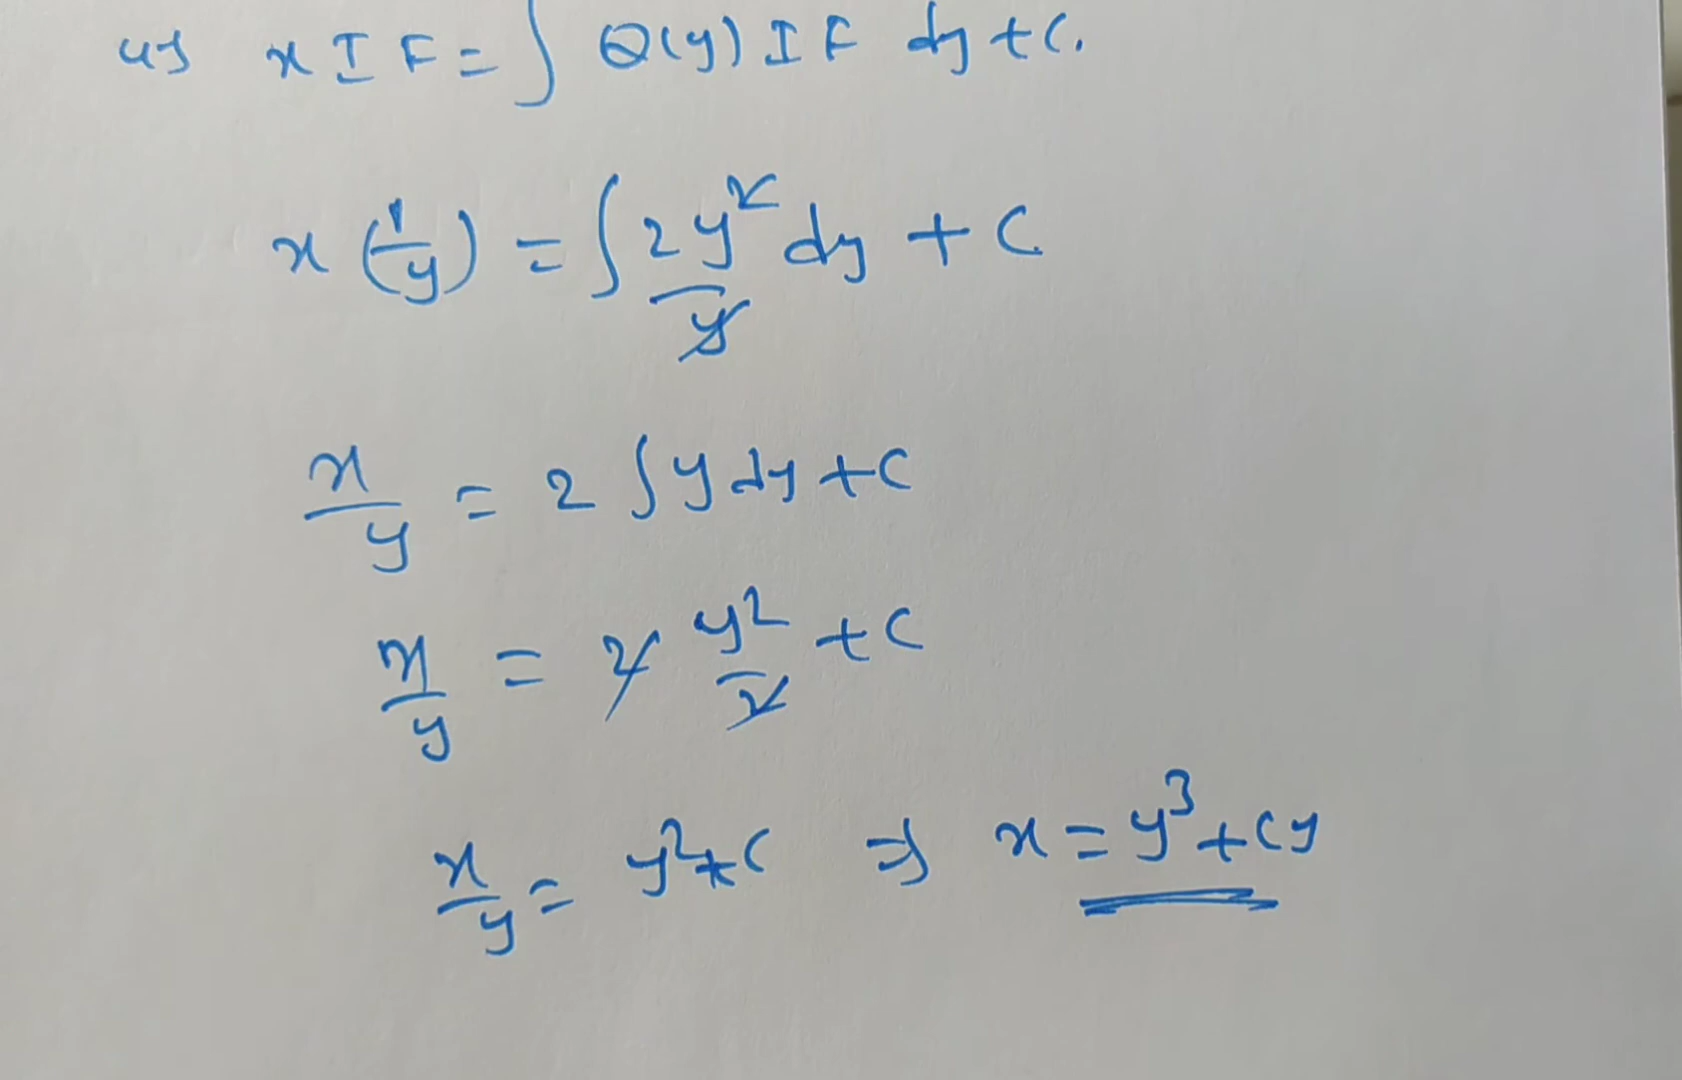 x I F = ∫ Q(y) I F dy + C.
x (1/y) = ∫ 2y²/y dy + C
x/y = 2 ∫ y dy + C
x/y = 2 y²/2 + C
x/y = y² + C ⇒ x = y³ + Cy